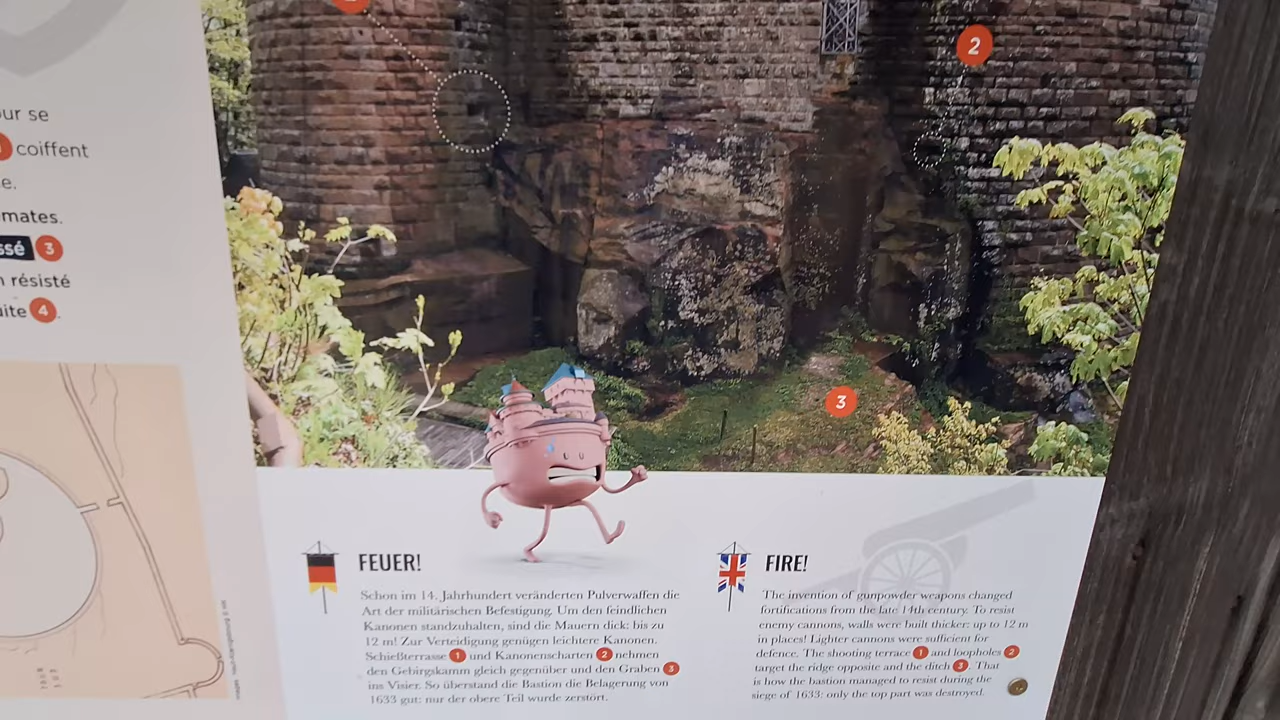 2
ur se
coiffent
e.
mates.
ssé 3
n résisté
uite 4.
3
FEUER!
Schon im 14. Jahrhundert veränderten Pulverwaffen die
Art der militärischen Befestigung. Um den feindlichen
Kanonen standzuhalten, sind die Mauern dick: bis zu
12 m! Zur Verteidigung genügen leichtere Kanonen.
Schießterrasse 1 und Kanonenscharten 2 nehmen
den Gebirgskamm gleich gegenüber und den Graben 3
ins Visier. So überstand die Bastion die Belagerung von
1633 gut: nur der obere Teil wurde zerstört.
FIRE!
The invention of gunpowder weapons changed
fortifications from the late 14th century. To resist
enemy cannons, walls were built thicker: up to 12 m
in places! Lighter cannons were sufficient for
defence. The shooting terrace 1 and loopholes 2
target the ridge opposite and the ditch 3. That
is how the bastion managed to resist during the
siege of 1633: only the top part was destroyed.